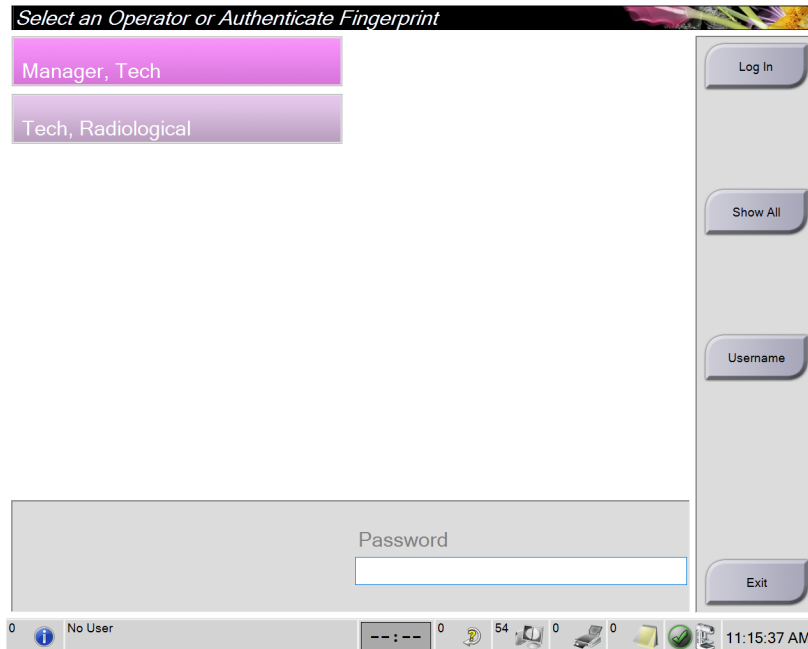 Select an Operator or Authenticate Fingerprint
Manager, Tech
Tech, Radiological
Log In
Show All
Username
Password
Exit
0
No User
--:--
0
54
0
0
11:15:37 AM